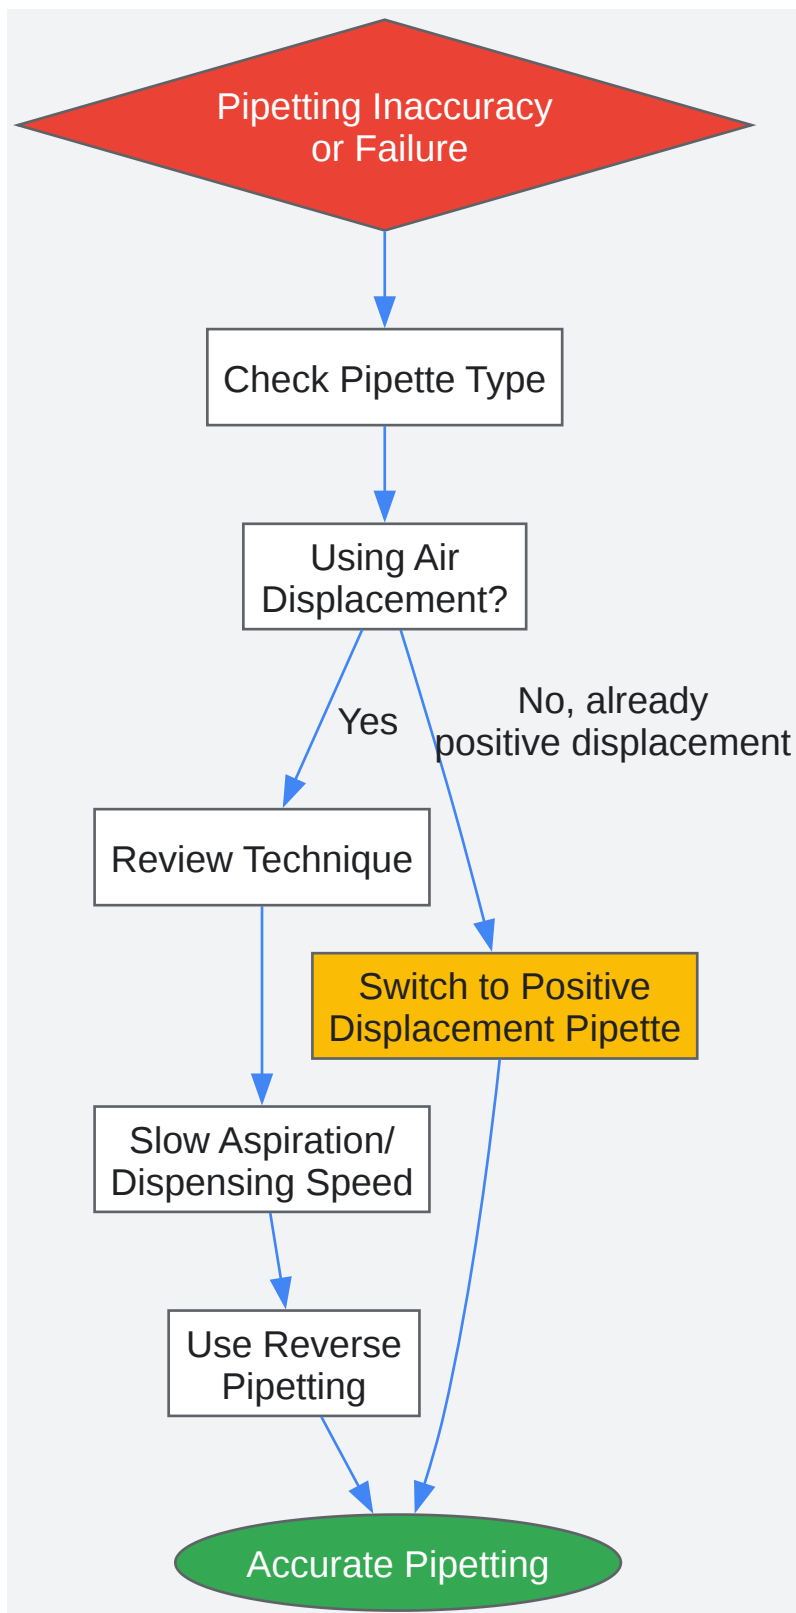 Pipetting Inaccuracy
or Failure
Check Pipette Type
Using Air
Displacement?
Yes
No, already
positive displacement
Review Technique
Switch to Positive
Displacement Pipette
Slow Aspiration/
Dispensing Speed
Use Reverse
Pipetting
Accurate Pipetting